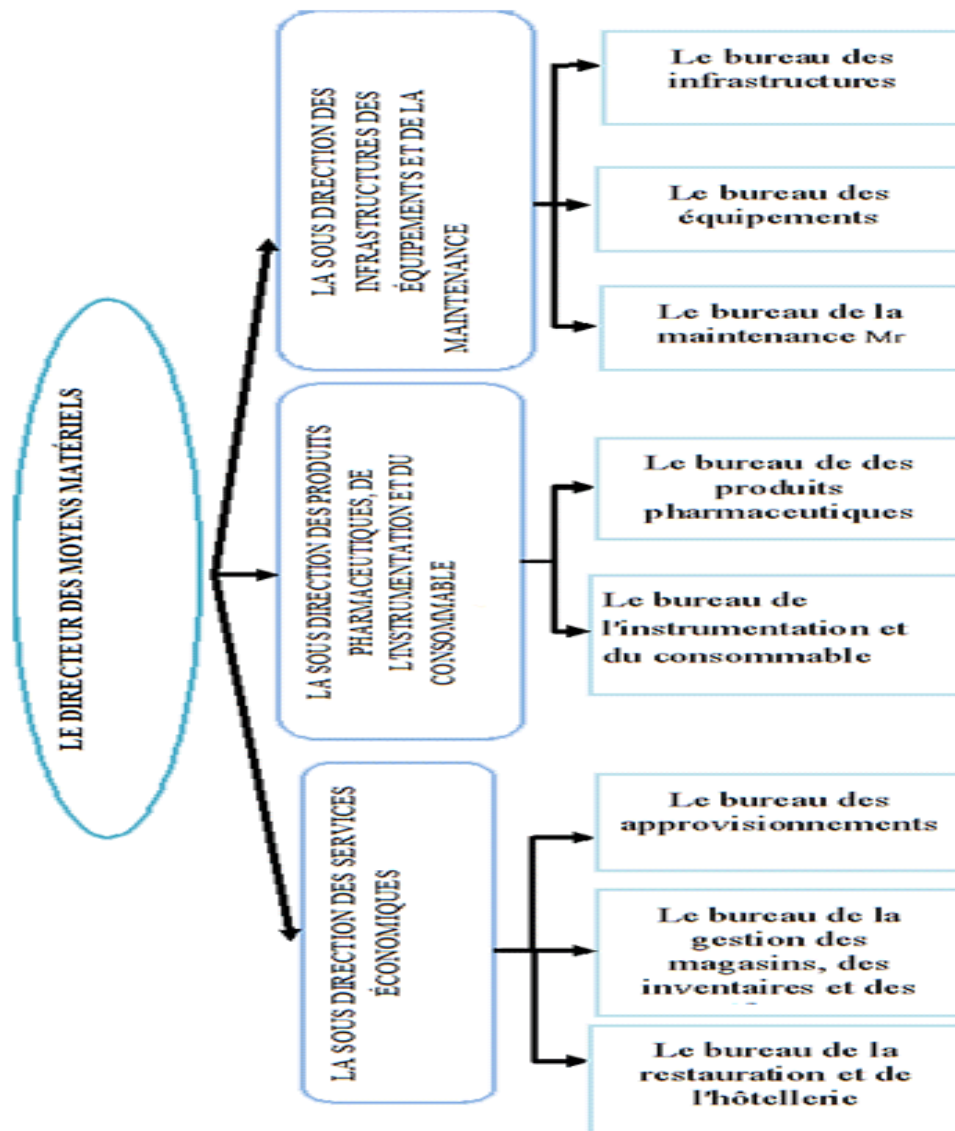 LE DIRECTEUR DES MOYENS MATÉRIELS
LA SOUS DIRECTION DES
INFRASTRUCTURES DES
ÉQUIPEMENTS ET DE LA
MAINTENANCE
Le bureau des
infrastructures
Le bureau des
équipements
Le bureau de la
maintenance Mr
LA SOUS DIRECTION DES PRODUITS
PHARMACEUTIQUES, DE
L'INSTRUMENTATION ET DU
CONSOMMABLE
Le bureau de des
produits
pharmaceutiques
Le bureau de
l'instrumentation et
du consommable
LA SOUS DIRECTION DES SERVICES
ÉCONOMIQUES
Le bureau des
approvisionnements
Le bureau de la
gestion des
magasins, des
inventaires et des
Le bureau de la
restauration et de
l'hôtellerie